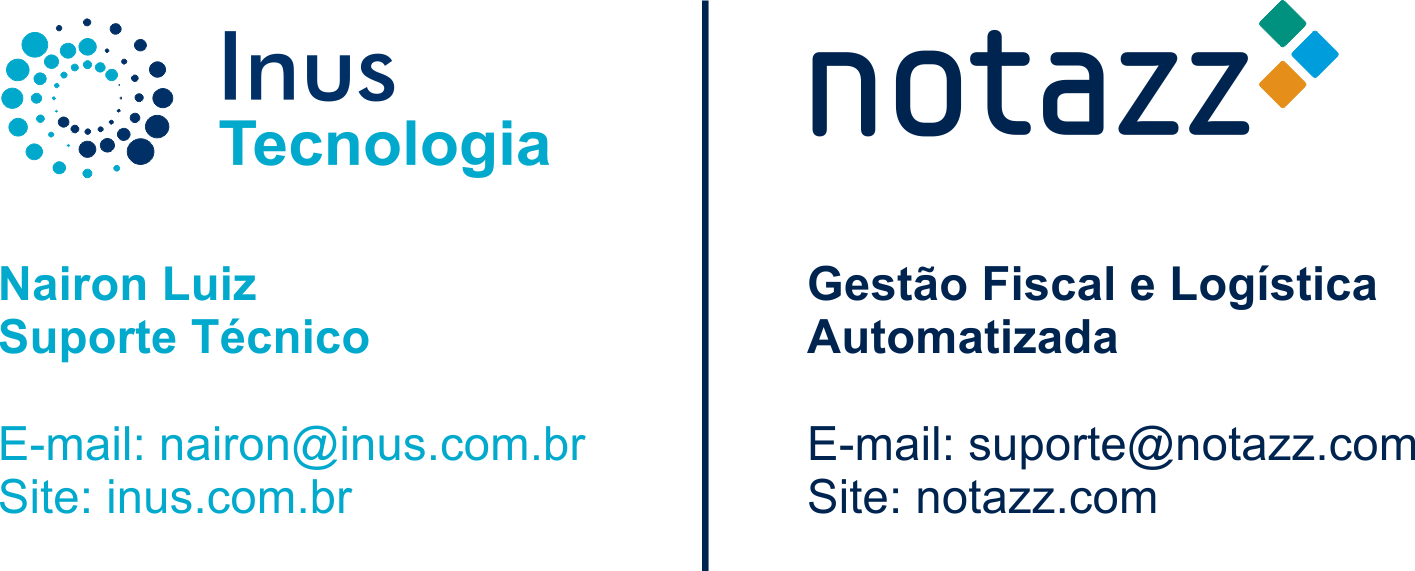 Inus
Tecnologia
Nairon Luiz
Suporte Técnico
E-mail: nairon@inus.com.br
Site: inus.com.br
notazz
Gestão Fiscal e Logística
Automatizada
E-mail: suporte@notazz.com
Site: notazz.com